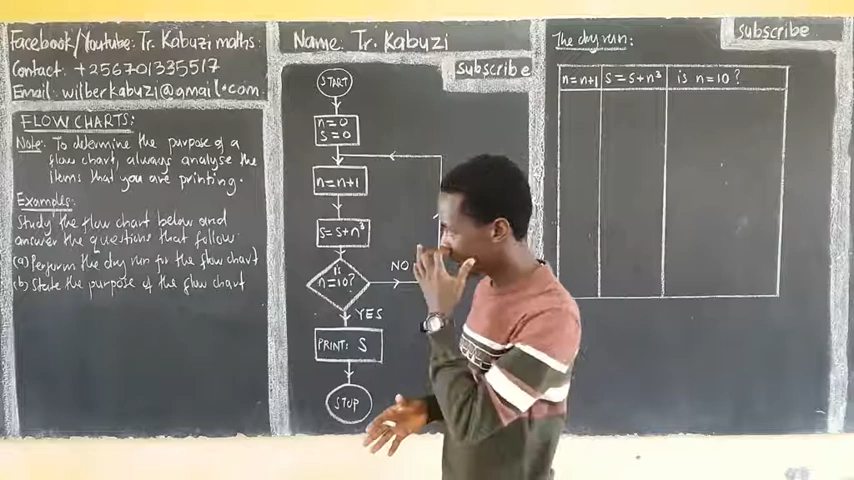 Facebook/Youtube: Tr. Kabuzi maths
Contact: +256701335517
Email: wilberkabuzi@gmail.com
FLOW CHARTS:
Note: To determine the purpose of a
flow chart, always analyse the
items that you are printing.
Examples:
Study the flow chart below and
answer the questions that follow.
(a) Perform the dry run for the flow chart
(b) State the purpose of the flow chart
Name: Tr. Kabuzi
subscribe
START
n=0
S=0
n=n+1
S=S+n³
is
n=10?
NO
YES
PRINT: S
STOP
The dry run:
subscribe
n=n+1 S=S+n³ is n=10?